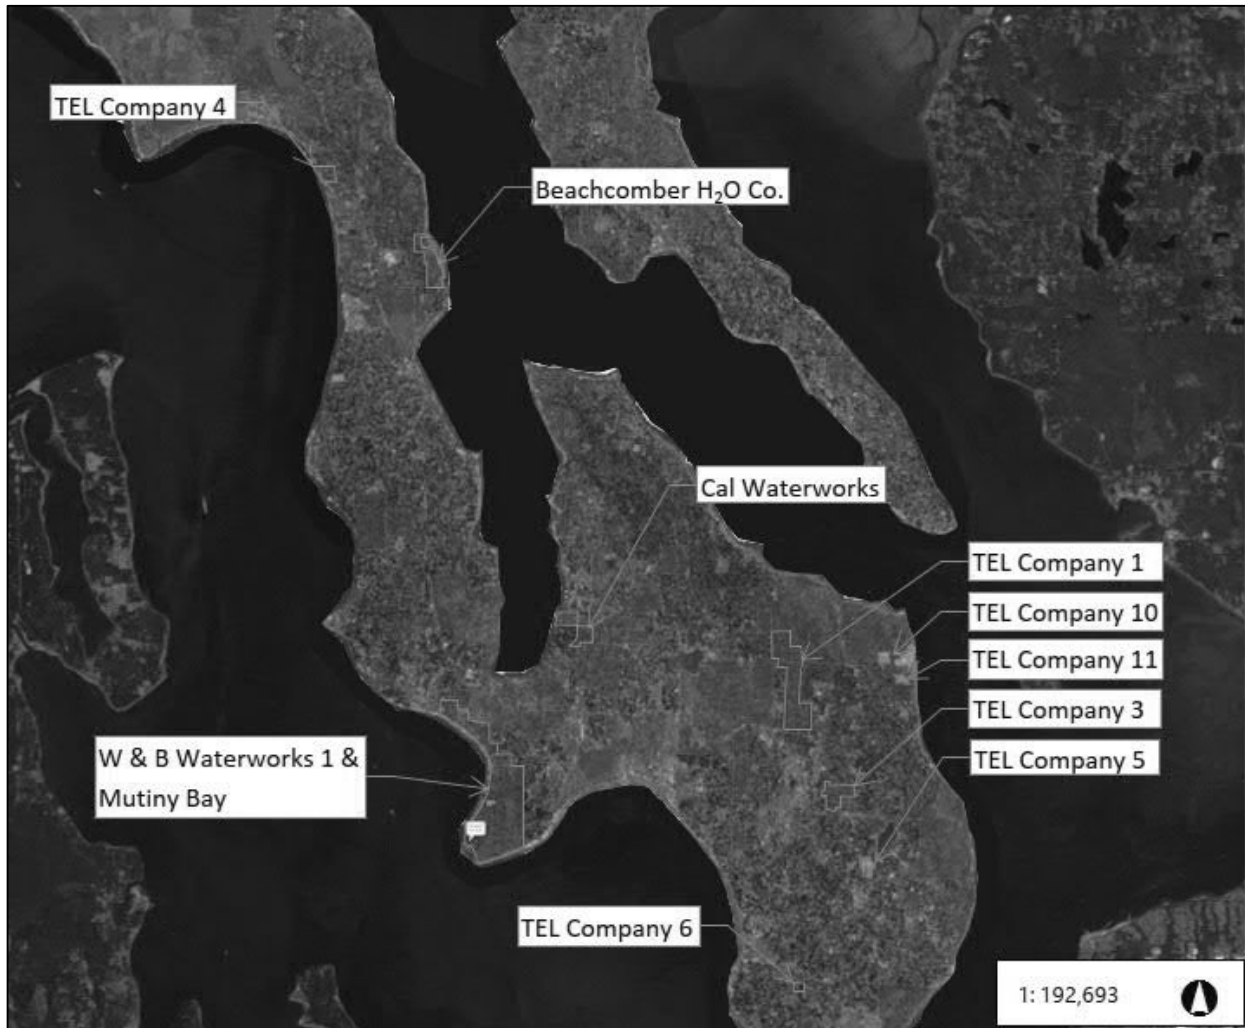 TEL Company 4
Beachcomber H₂O Co.
Cal Waterworks
TEL Company 1
TEL Company 10
TEL Company 11
TEL Company 3
TEL Company 5
W & B Waterworks 1 &
Mutiny Bay
TEL Company 6
1: 192,693